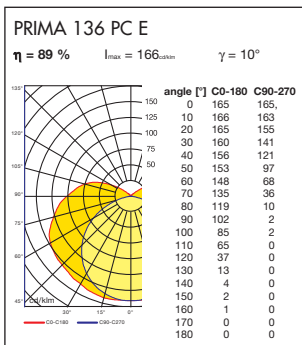 PRIMA 136 PC E
η = 89 % Imax = 166cd/klm γ = 10°
angle [°] C0-180 C90-270
0 165 165,
10 166 163
20 165 155
30 160 141
40 156 121
50 153 97
60 148 68
70 135 36
80 119 10
90 102 2
100 85 2
110 65 0
120 37 0
130 13 0
140 4 0
150 2 0
160 1 0
170 0 0
180 0 0
135°
120°
105°
90°
75°
60°
45°
150
100
75
50
cd/klm
30° 15° 0°
C0-C180 C90-C270